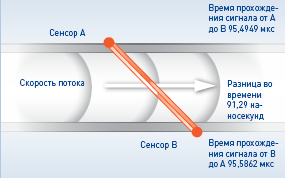 Время прохожде-
ния сигнала от А
до В 95,4949 мкс
Сенсор А
Скорость потока
Разница во
времени
91,29 на-
носекунд
Сенсор В
Время прохожде-
ния сигнала от В
до А 95,5862 мкс